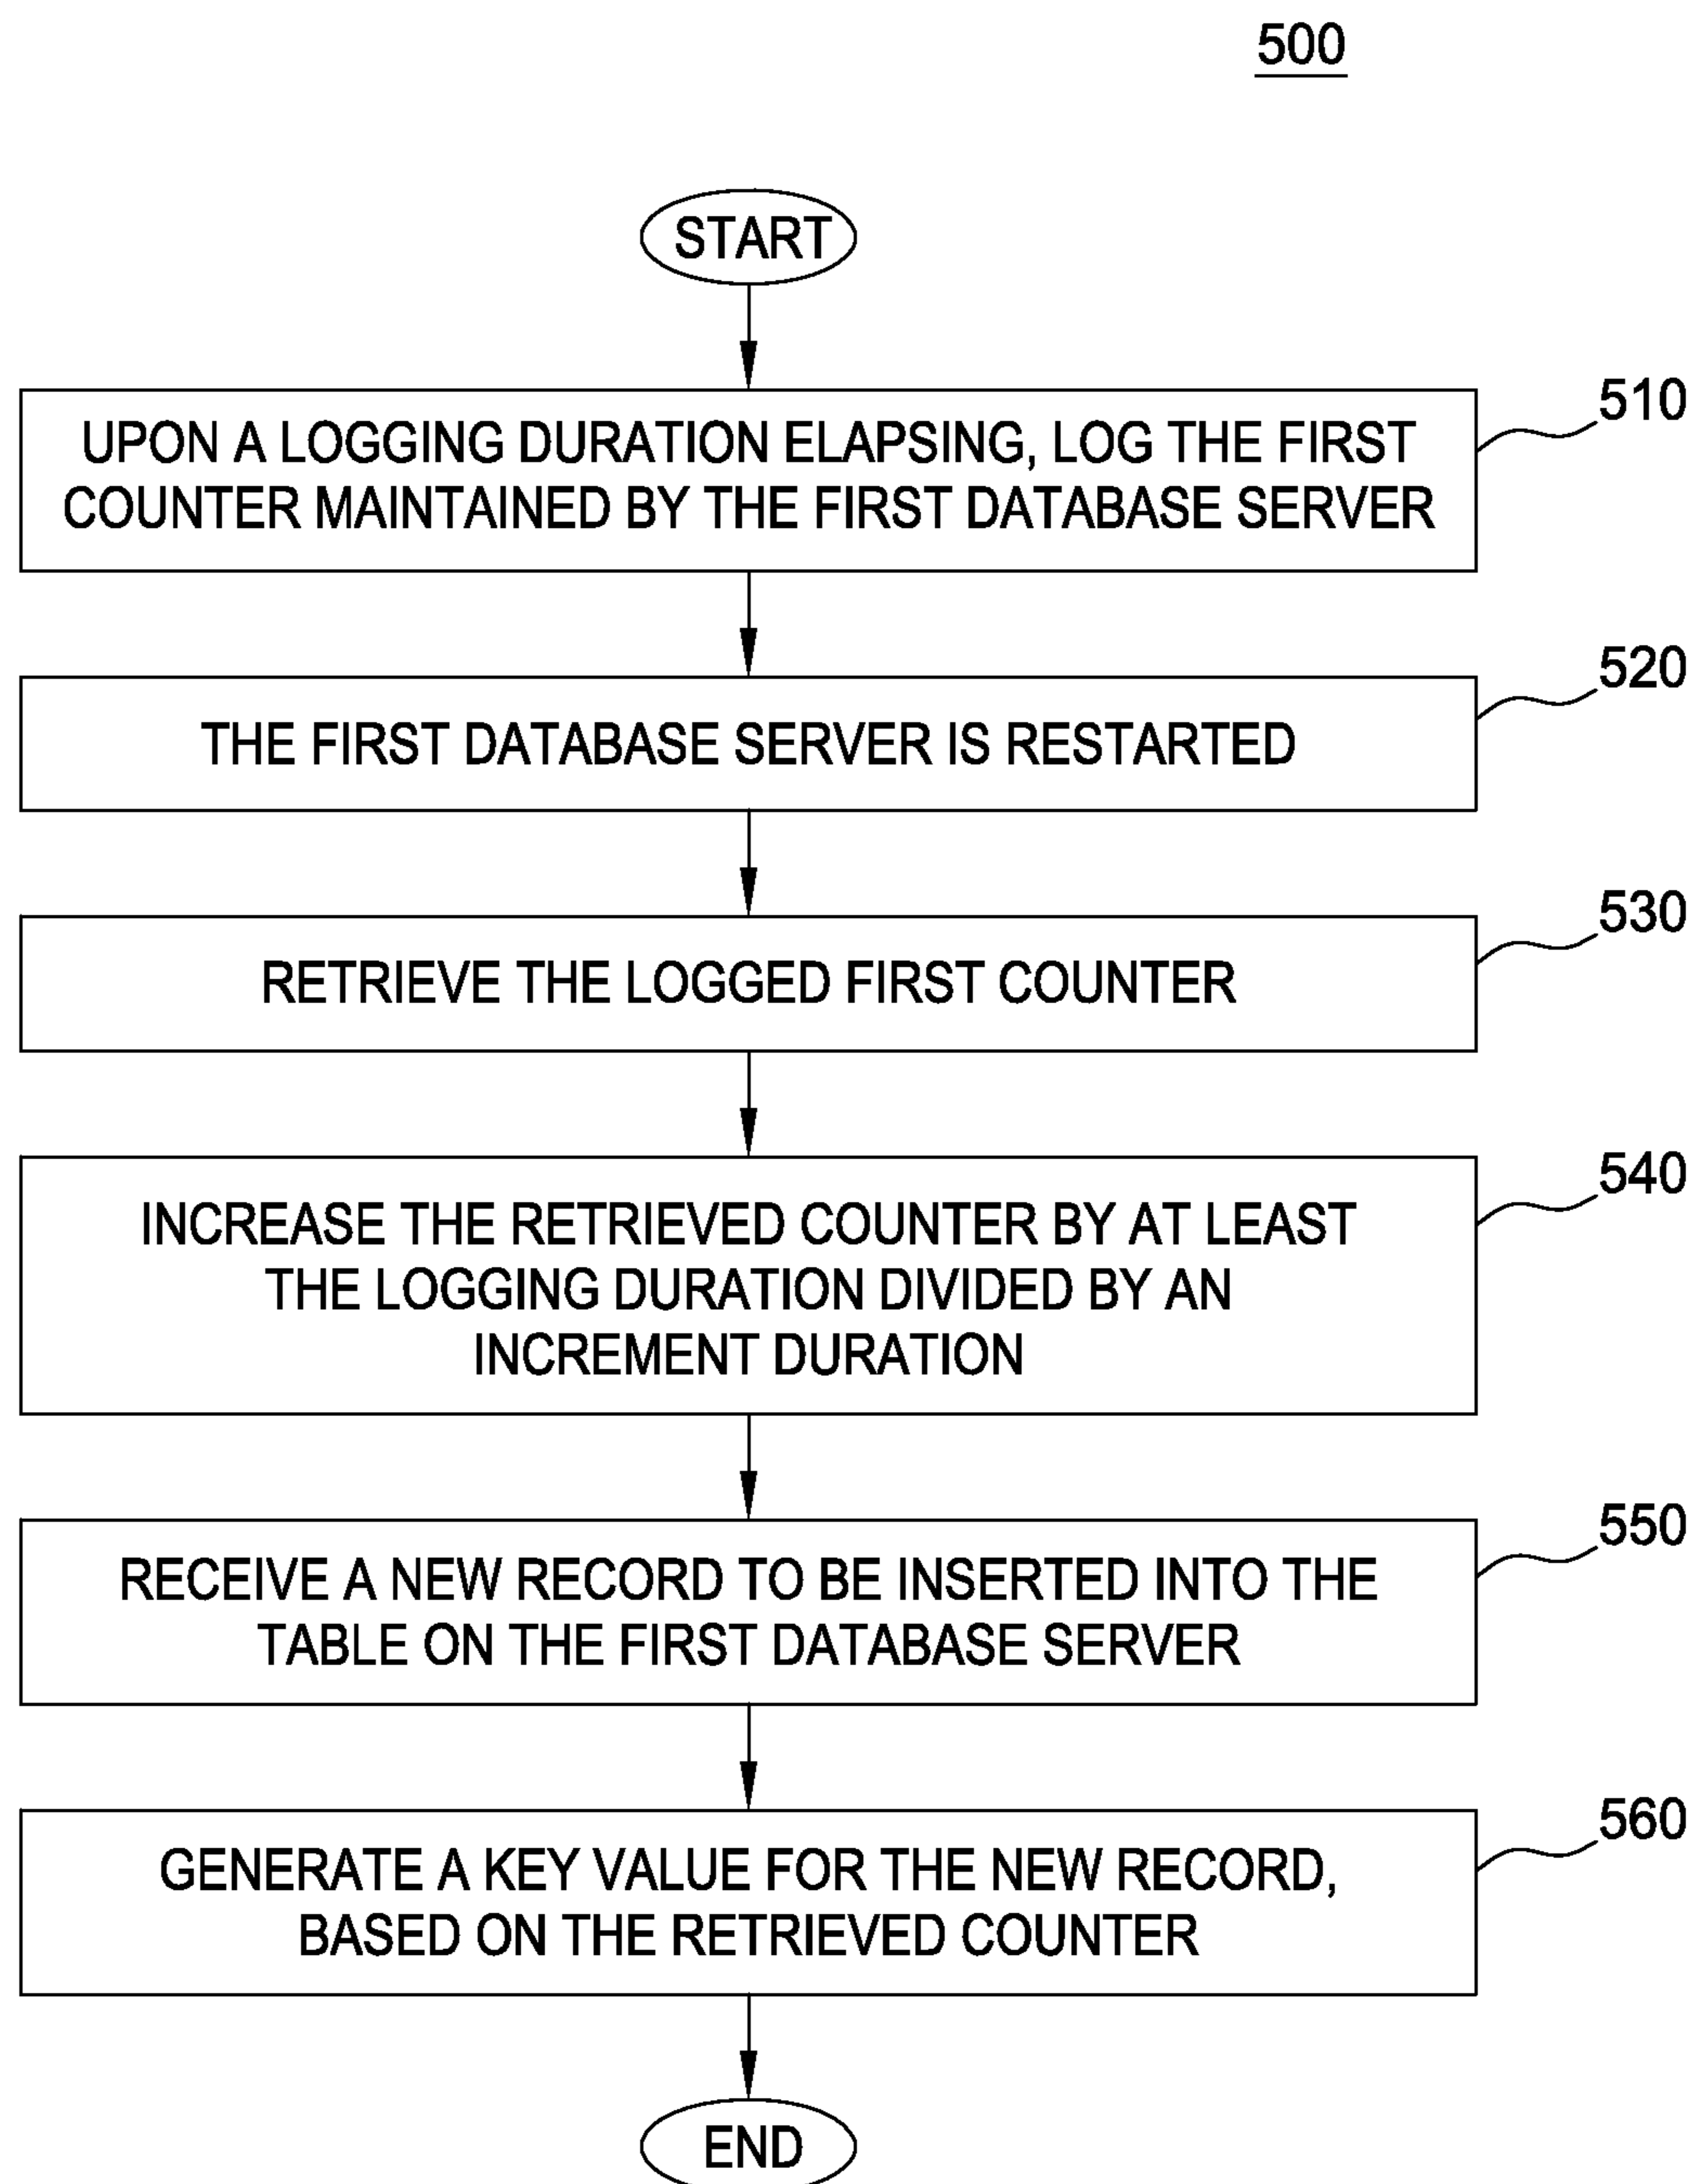 500
START
UPON A LOGGING DURATION ELAPSING, LOG THE FIRST
COUNTER MAINTAINED BY THE FIRST DATABASE SERVER
510
THE FIRST DATABASE SERVER IS RESTARTED
520
RETRIEVE THE LOGGED FIRST COUNTER
530
INCREASE THE RETRIEVED COUNTER BY AT LEAST
THE LOGGING DURATION DIVIDED BY AN
INCREMENT DURATION
540
RECEIVE A NEW RECORD TO BE INSERTED INTO THE
TABLE ON THE FIRST DATABASE SERVER
550
GENERATE A KEY VALUE FOR THE NEW RECORD,
BASED ON THE RETRIEVED COUNTER
560
END